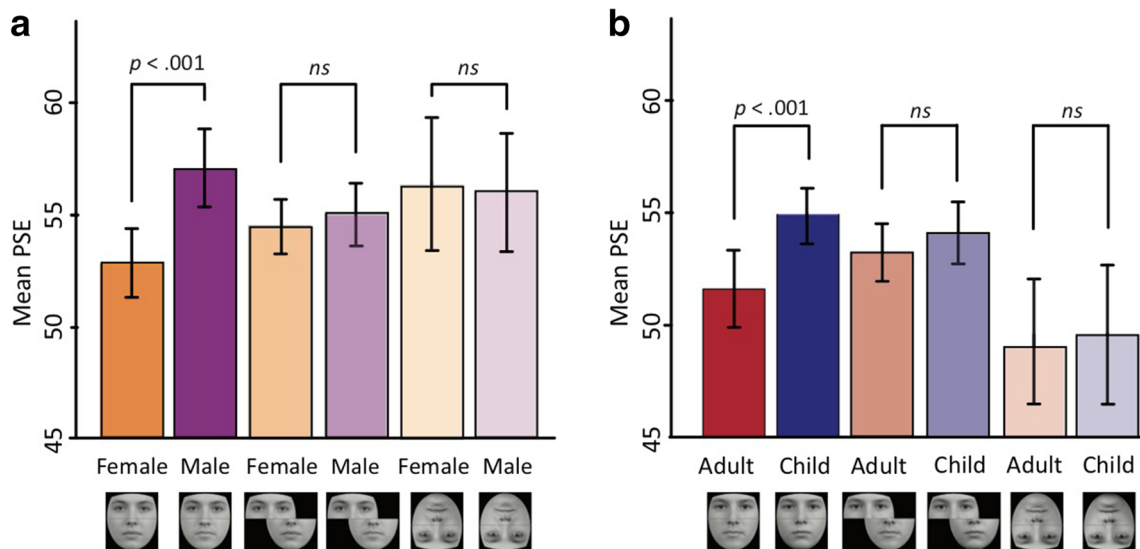 a
p < .001
ns
ns
60
55
50
45
Mean PSE
Female Male Female Male Female Male
b
p < .001
ns
ns
60
55
50
45
Mean PSE
Adult Child Adult Child Adult Child